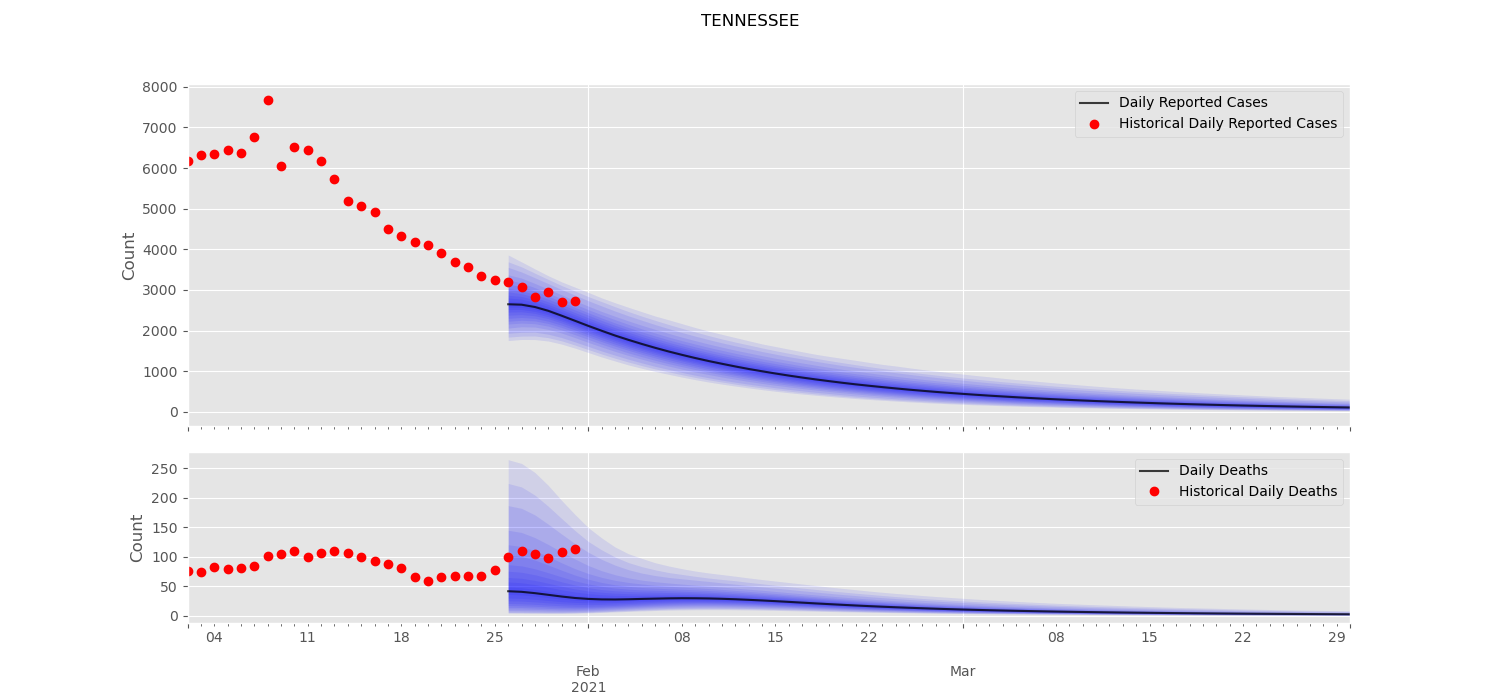 TENNESSEE
8000
7000
6000
5000
4000
3000
2000
1000
0
Count
Daily Reported Cases
Historical Daily Reported Cases
250
200
150
100
50
0
Count
Daily Deaths
Historical Daily Deaths
04 11 18 25 08 15 22 08 15 22 29
Feb Mar
2021